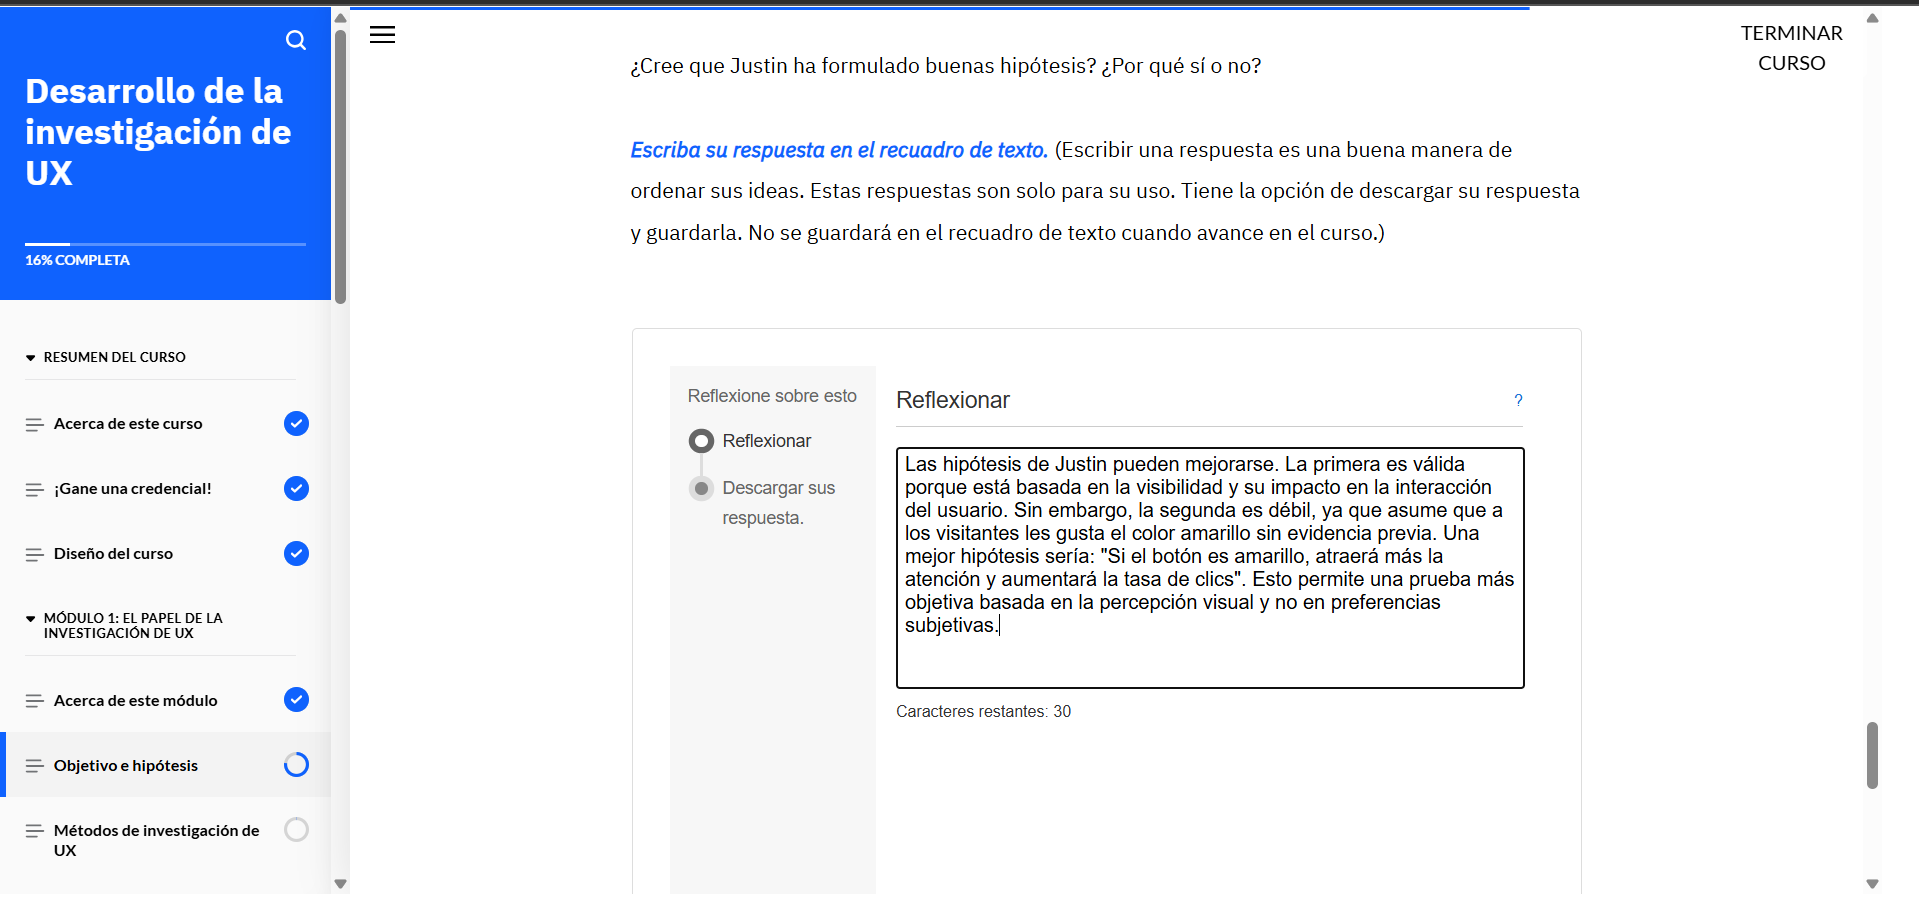 Desarrollo de la
investigación de
UX
16% COMPLETA
RESUMEN DEL CURSO
Acerca de este curso
¡Gane una credencial!
Diseño del curso
MÓDULO 1: EL PAPEL DE LA
INVESTIGACIÓN DE UX
Acerca de este módulo
Objetivo e hipótesis
Métodos de investigación de
UX
TERMINAR
CURSO
¿Cree que Justin ha formulado buenas hipótesis? ¿Por qué sí o no?
Escriba su respuesta en el recuadro de texto. (Escribir una respuesta es una buena manera de
ordenar sus ideas. Estas respuestas son solo para su uso. Tiene la opción de descargar su respuesta
y guardarla. No se guardará en el recuadro de texto cuando avance en el curso.)
Reflexione sobre esto
Reflexionar
Descargar sus
respuesta.
Reflexionar
?
Las hipótesis de Justin pueden mejorarse. La primera es válida
porque está basada en la visibilidad y su impacto en la interacción
del usuario. Sin embargo, la segunda es débil, ya que asume que a
los visitantes les gusta el color amarillo sin evidencia previa. Una
mejor hipótesis sería: "Si el botón es amarillo, atraerá más la
atención y aumentará la tasa de clics". Esto permite una prueba más
objetiva basada en la percepción visual y no en preferencias
subjetivas.
Caracteres restantes: 30